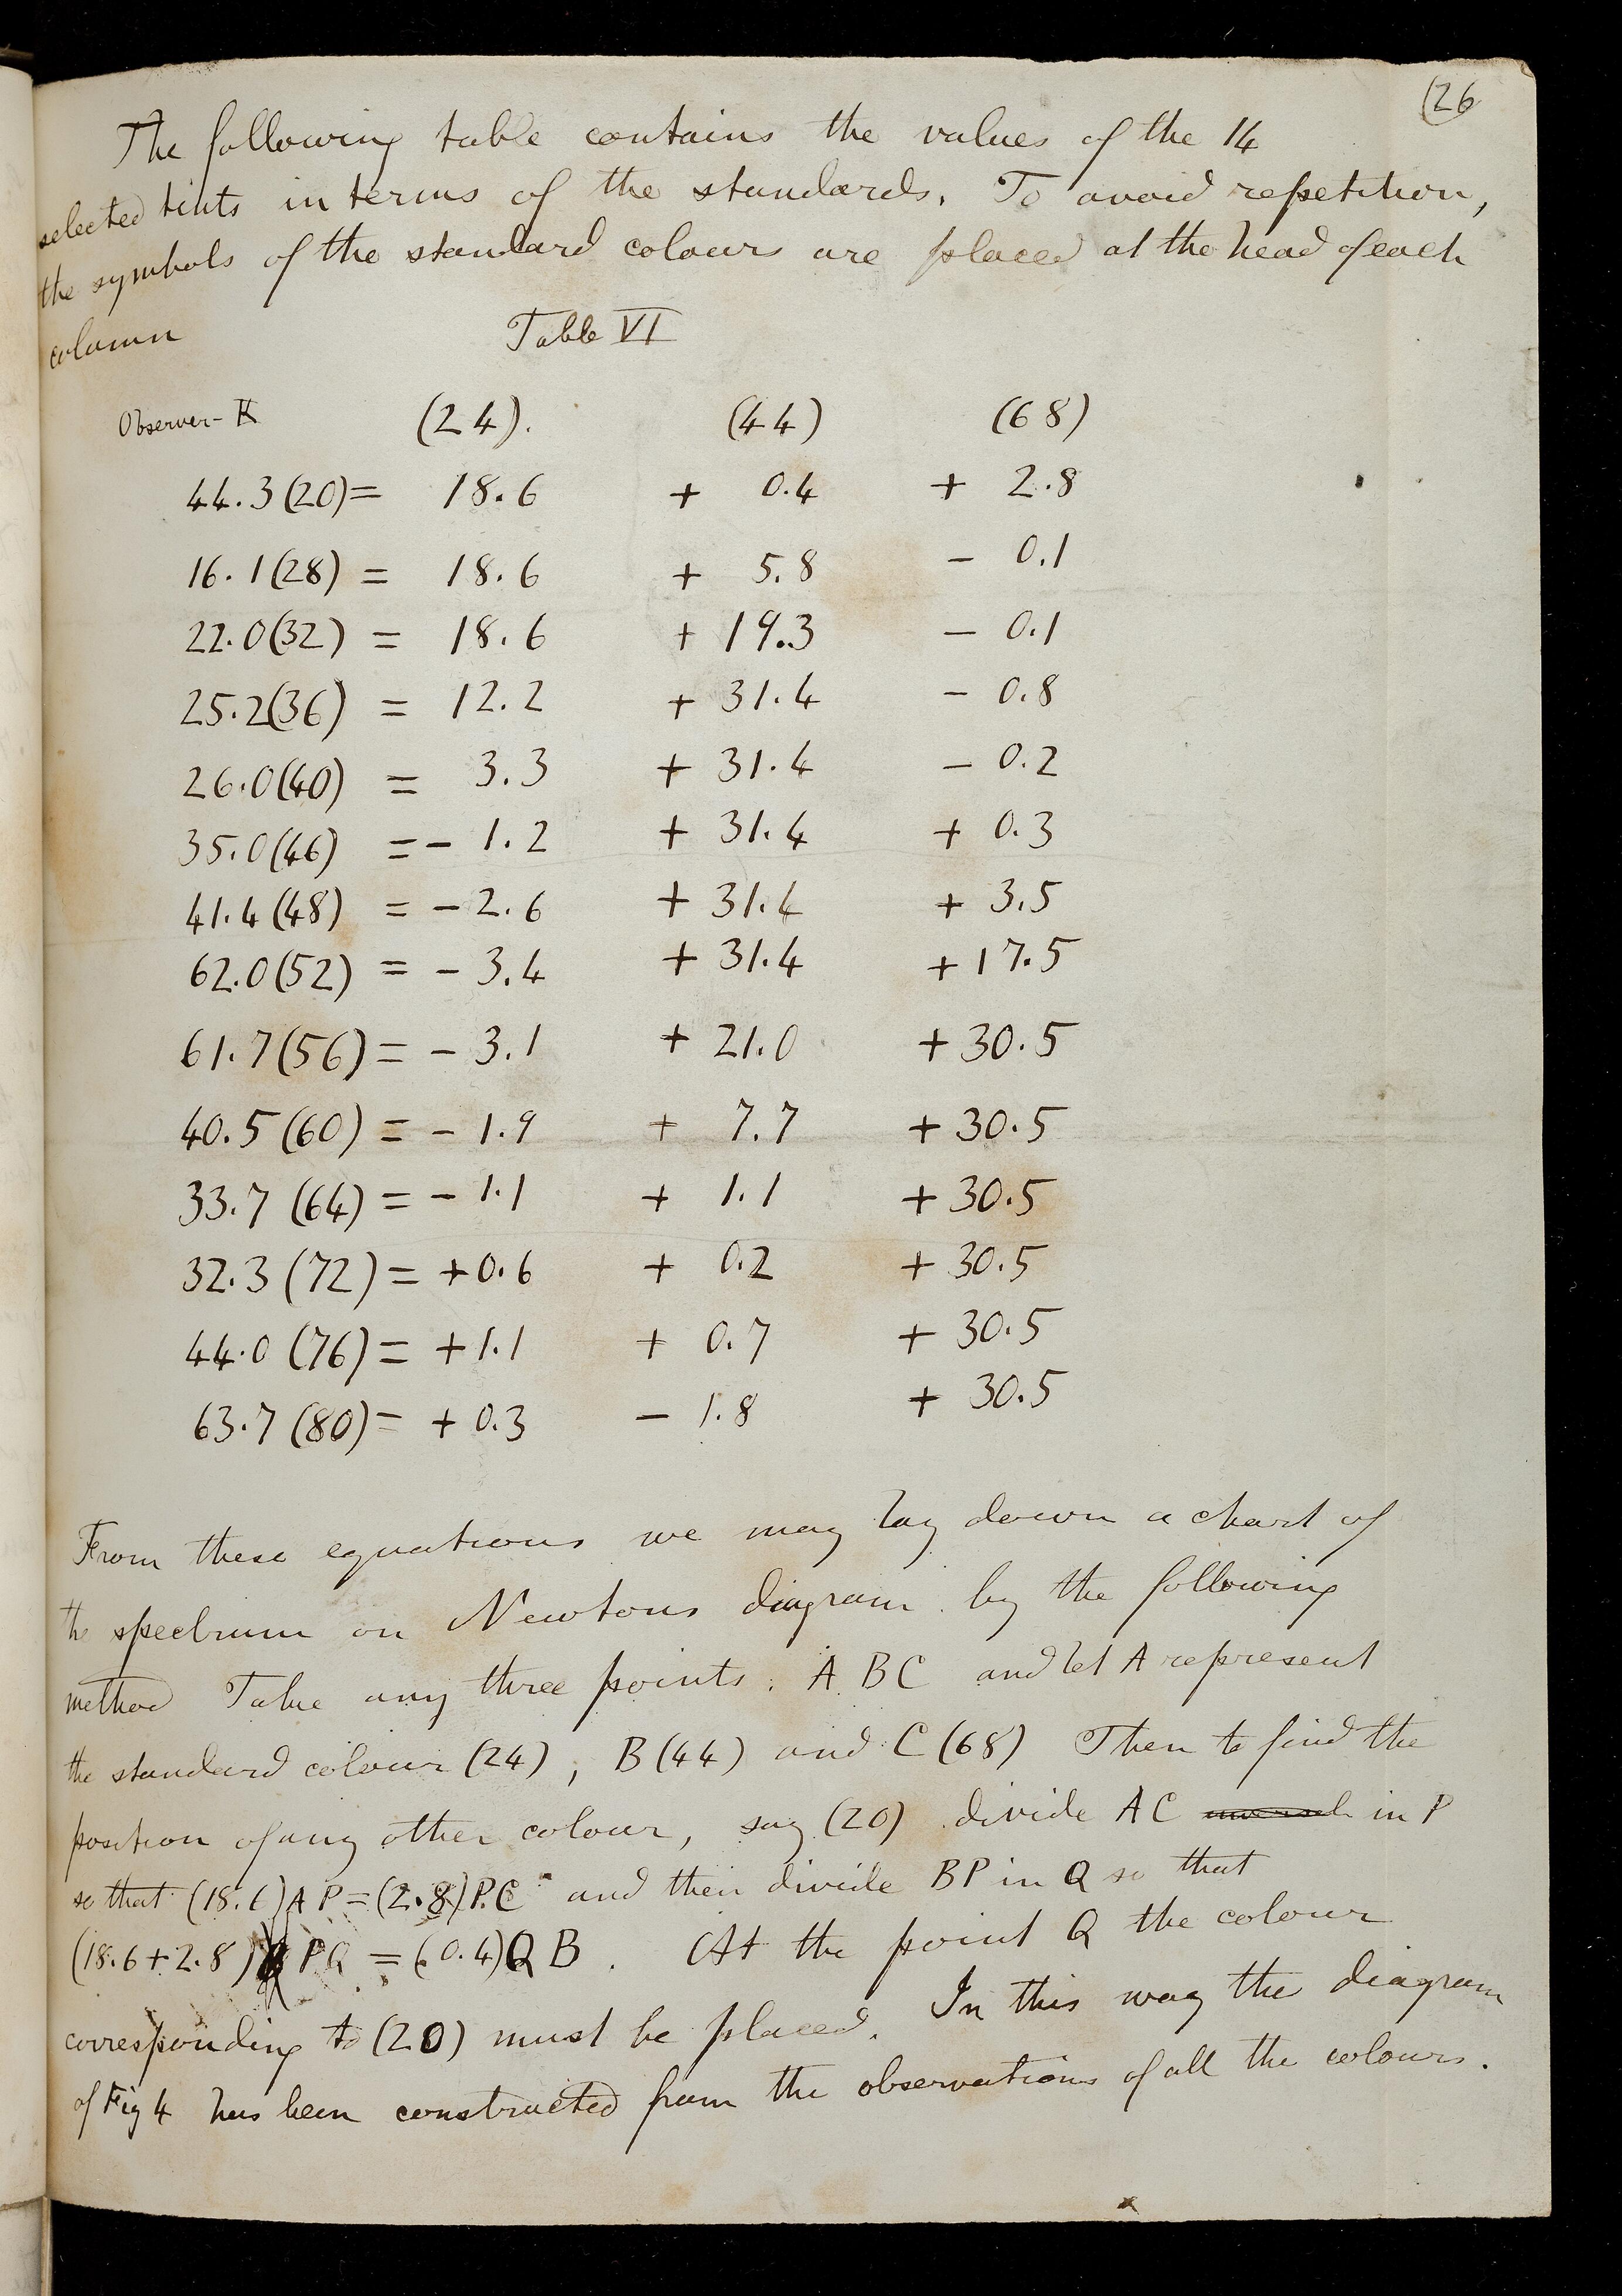 (26
The following table contains the values of the 14
selected tints in terms of the standards. To avoid repetition,
the symbols of the standard colours are placed at the head of each
column
Table VI
Observer - K (24). (44) (68)
44.3 (20) = 18.6 + 0.4 + 2.8
16.1 (28) = 18.6 + 5.8 - 0.1
22.0 (32) = 18.6 + 19.3 - 0.1
25.2 (36) = 12.2 + 31.4 - 0.8
26.0 (40) = 3.3 + 31.4 - 0.2
35.0 (46) = - 1.2 + 31.4 + 0.3
41.4 (48) = - 2.6 + 31.4 + 3.5
62.0 (52) = - 3.4 + 31.4 + 17.5
61.7 (56) = - 3.1 + 21.0 + 30.5
40.5 (60) = - 1.9 + 7.7 + 30.5
33.7 (64) = - 1.1 + 1.1 + 30.5
32.3 (72) = + 0.6 + 0.2 + 30.5
44.0 (76) = + 1.1 + 0.7 + 30.5
63.7 (80) = + 0.3 - 1.8 + 30.5
From these equations we may lay down a chart of
the spectrum on Newtons diagram by the following
method Take any three points. A B C and let A represent
the standard colour (24), B (44) and C (68) Then to find the
position of any other colour, say (20) divide AC in P
so that (18.6) AP = (2.8) PC and then divide BP in Q so that
(18.6 + 2.8) PQ = (0.4) QB. At the point Q the colour
corresponding to (20) must be placed. In this way the diagram
of Fig 4 has been constructed from the observations of all the colours.